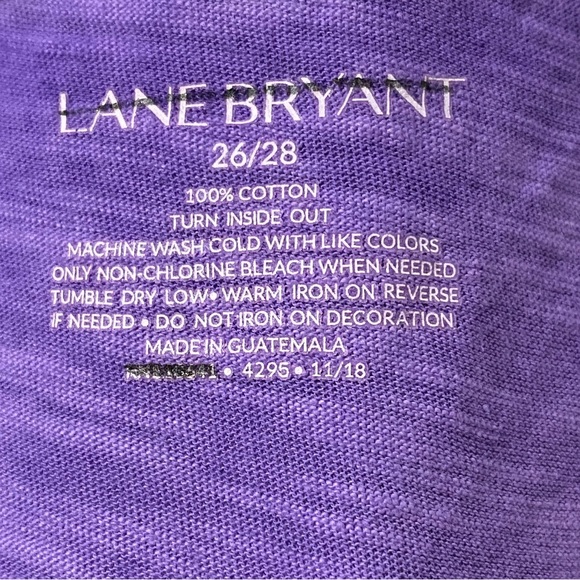 LANE BRYANT
26/28
100% COTTON
TURN INSIDE OUT
MACHINE WASH COLD WITH LIKE COLORS
ONLY NON-CHLORINE BLEACH WHEN NEEDED
TUMBLE DRY LOW • WARM IRON ON REVERSE
IF NEEDED • DO NOT IRON ON DECORATION
MADE IN GUATEMALA
• 4295 • 11/18